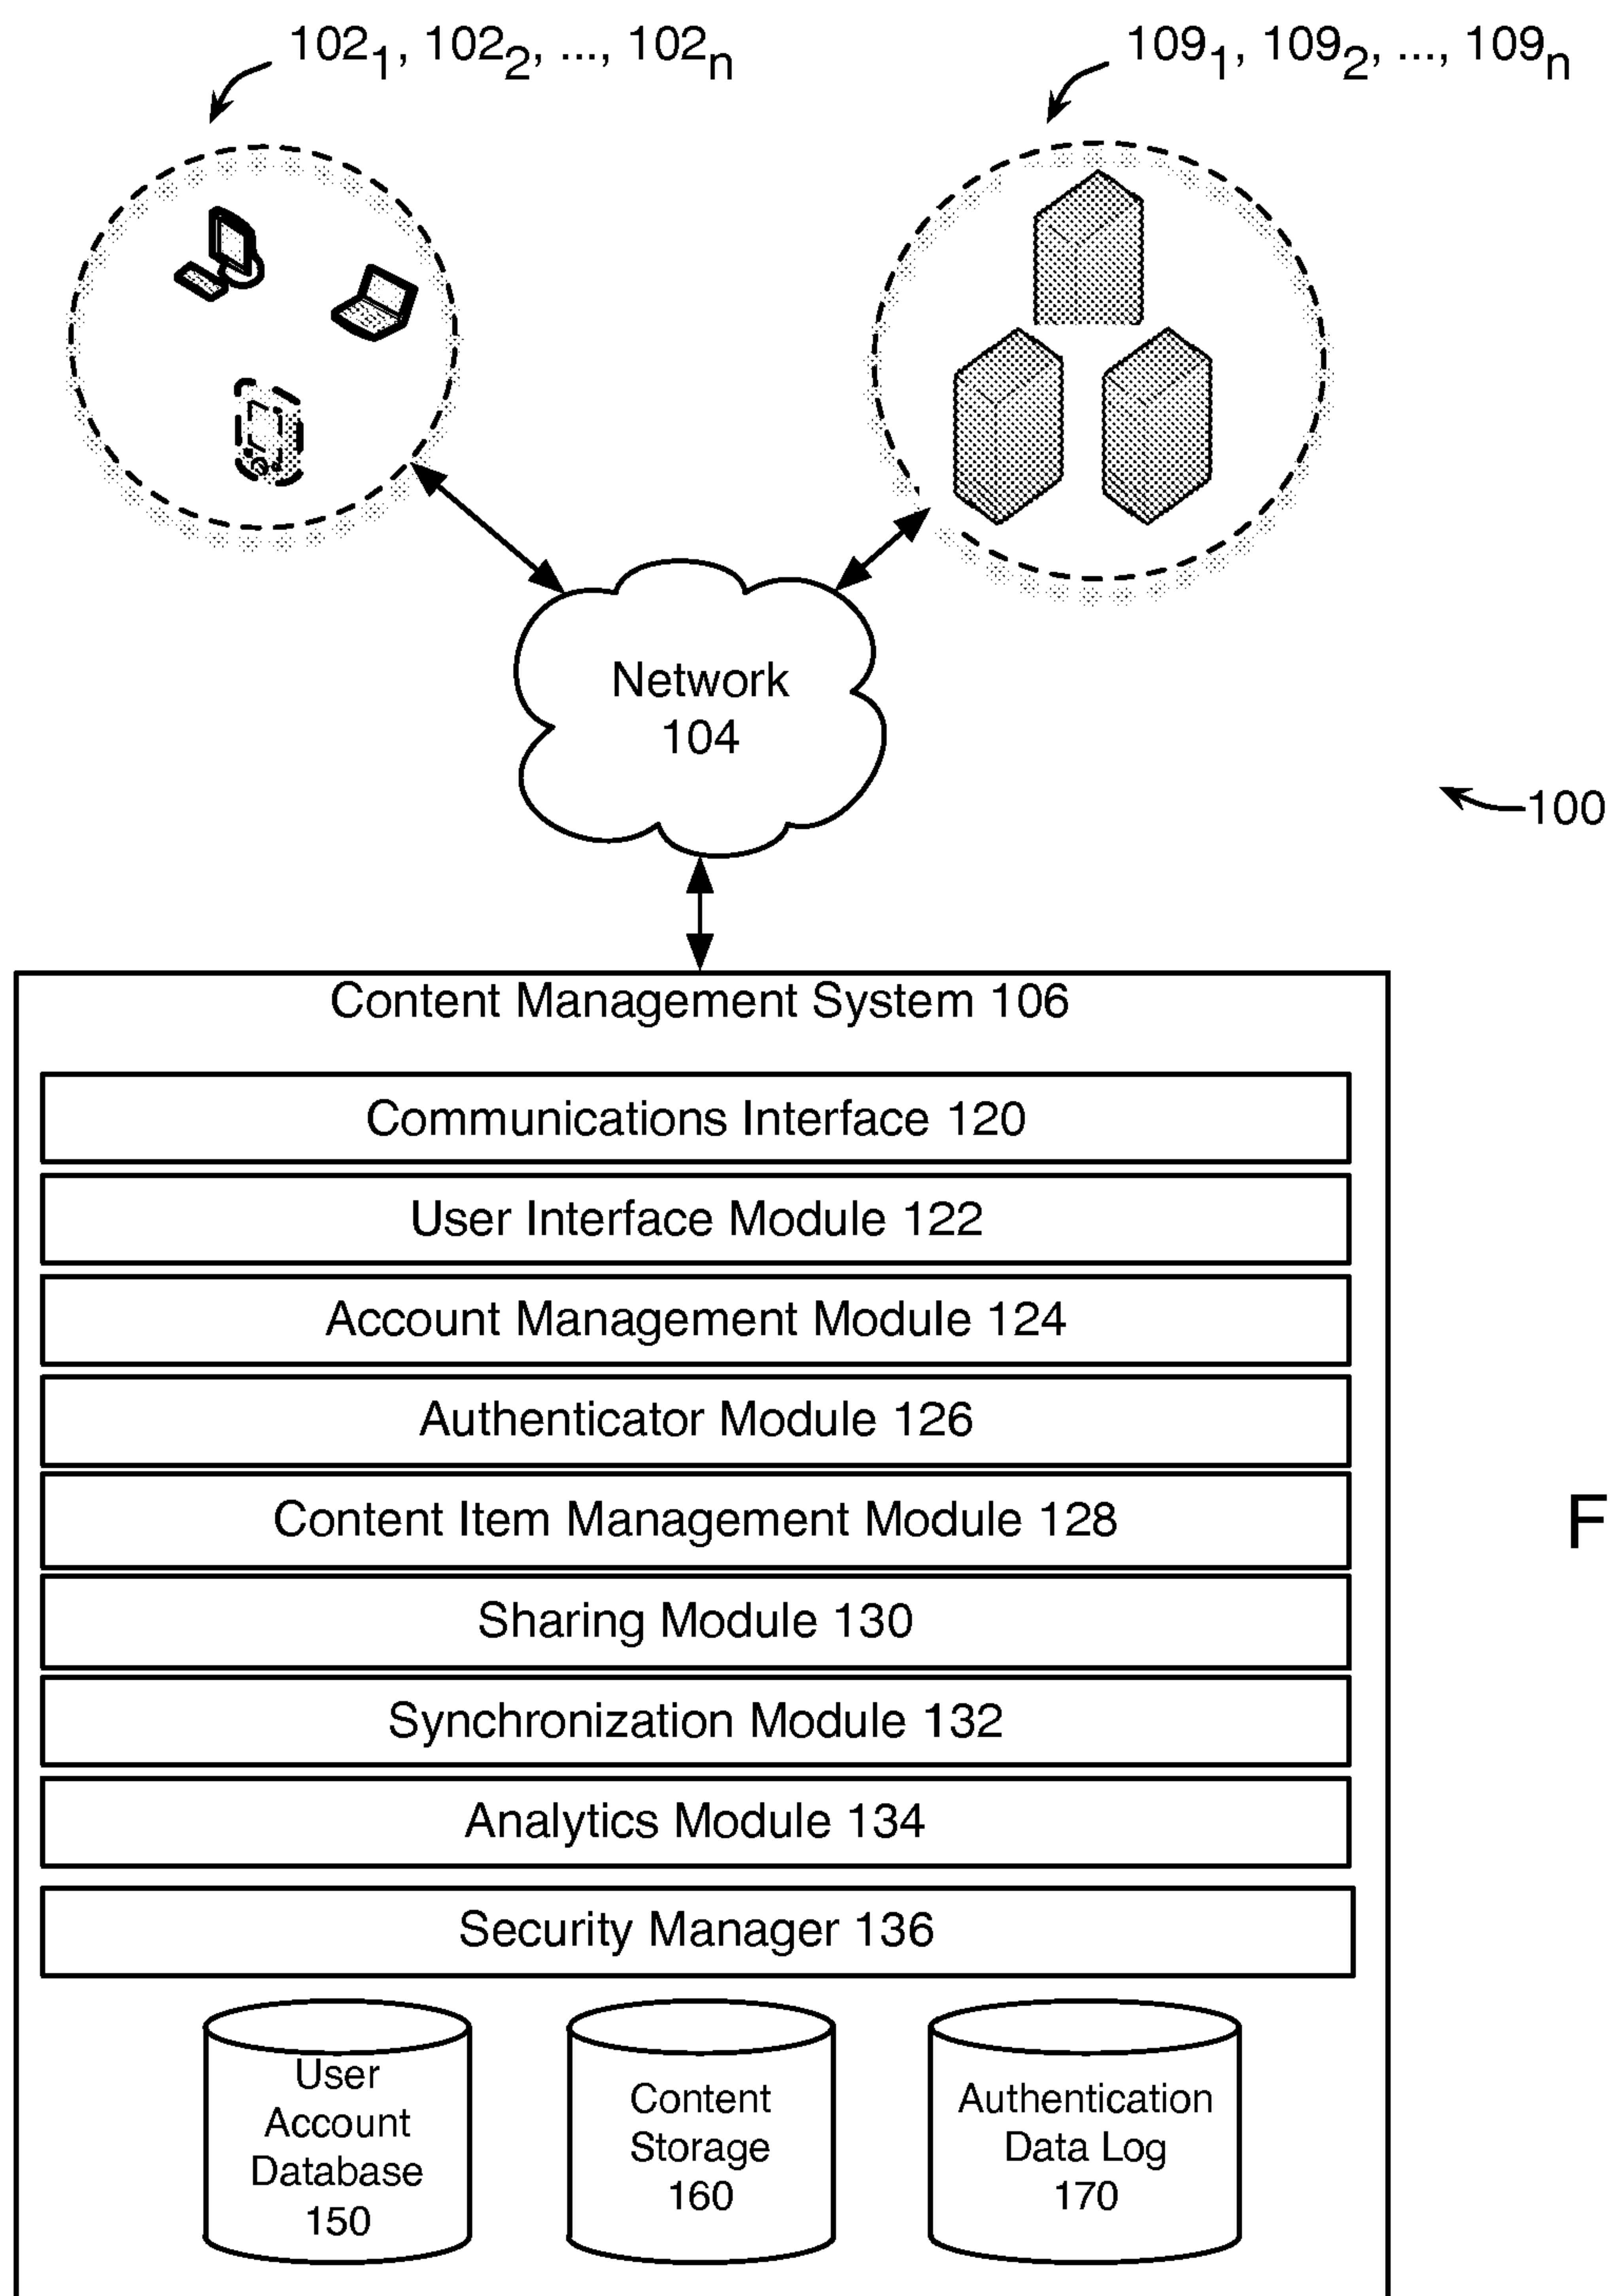 102₁, 102₂, ..., 102ₙ
109₁, 109₂, ..., 109ₙ
Network
104
100
Content Management System 106
Communications Interface 120
User Interface Module 122
Account Management Module 124
Authenticator Module 126
Content Item Management Module 128
F
Sharing Module 130
Synchronization Module 132
Analytics Module 134
Security Manager 136
User
Account
Database
150
Content
Storage
160
Authentication
Data Log
170